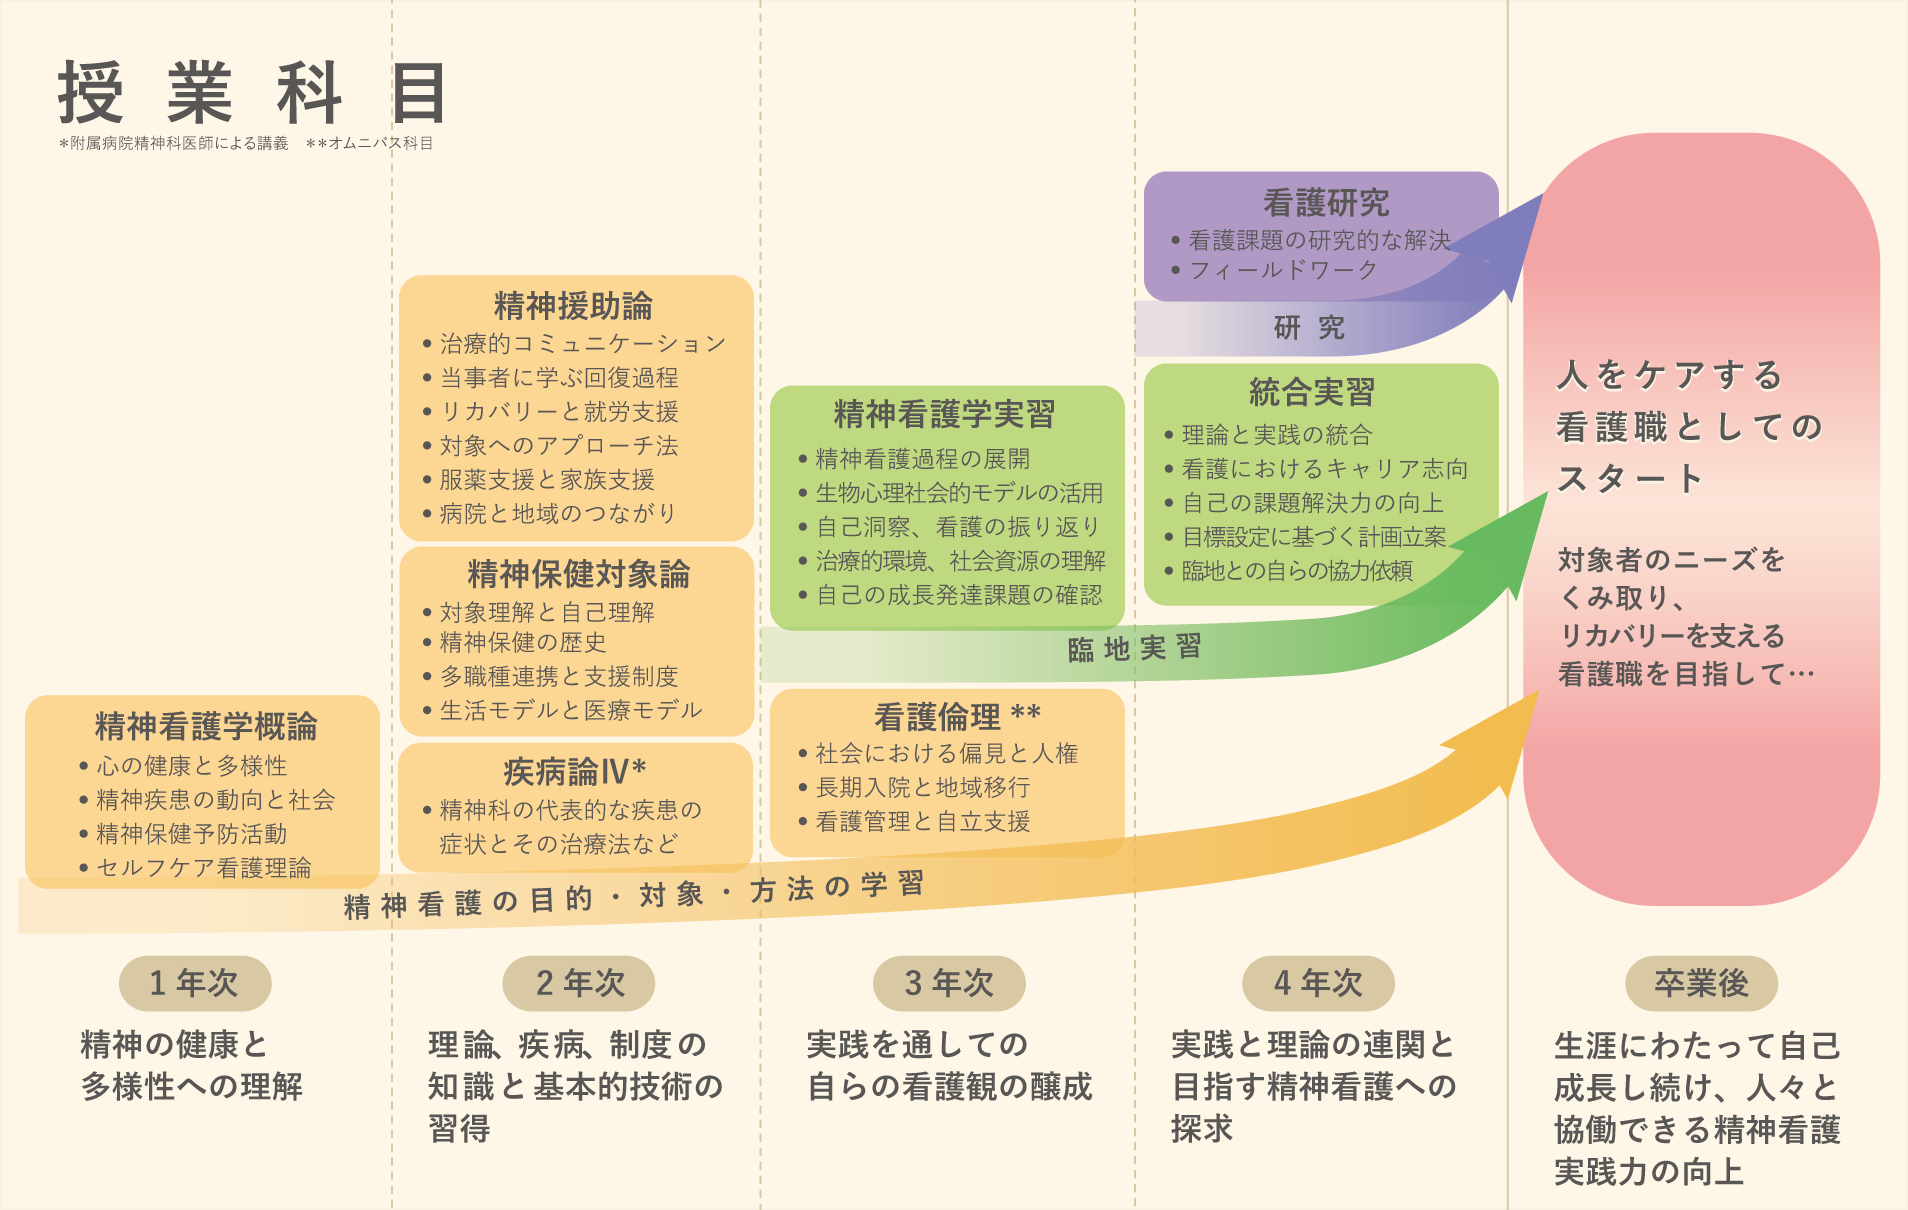 授業科目
*附属病院精神科医師による講義　**オムニバス科目
精神看護学概論
• 心の健康と多様性
• 精神疾患の動向と社会
• 精神保健予防活動
• セルフケア看護理論
精神援助論
• 治療的コミュニケーション
• 当事者に学ぶ回復過程
• リカバリーと就労支援
• 対象へのアプローチ法
• 服薬支援と家族支援
• 病院と地域のつながり
精神保健対象論
• 対象理解と自己理解
• 精神保健の歴史
• 多職種連携と支援制度
• 生活モデルと医療モデル
疾病論Ⅳ*
• 精神科の代表的な疾患の
症状とその治療法など
精神看護学実習
• 精神看護過程の展開
• 生物心理社会的モデルの活用
• 自己洞察、看護の振り返り
• 治療的環境、社会資源の理解
• 自己の成長発達課題の確認
看護倫理 **
• 社会における偏見と人権
• 長期入院と地域移行
• 看護管理と自立支援
看護研究
• 看護課題の研究的な解決
• フィールドワーク
研究
統合実習
• 理論と実践の統合
• 看護におけるキャリア志向
• 自己の課題解決力の向上
• 目標設定に基づく計画立案
• 臨地との自らの協力依頼
臨地実習
精神看護の目的・対象・方法の学習
人をケアする
看護職としての
スタート
対象者のニーズを
くみ取り、
リカバリーを支える
看護職を目指して…
1 年次
精神の健康と
多様性への理解
2 年次
理論、疾病、制度の
知識と基本的技術の
習得
3 年次
実践を通しての
自らの看護観の醸成
4 年次
実践と理論の連関と
目指す精神看護への
探求
卒業後
生涯にわたって自己
成長し続け、人々と
協働できる精神看護
実践力の向上